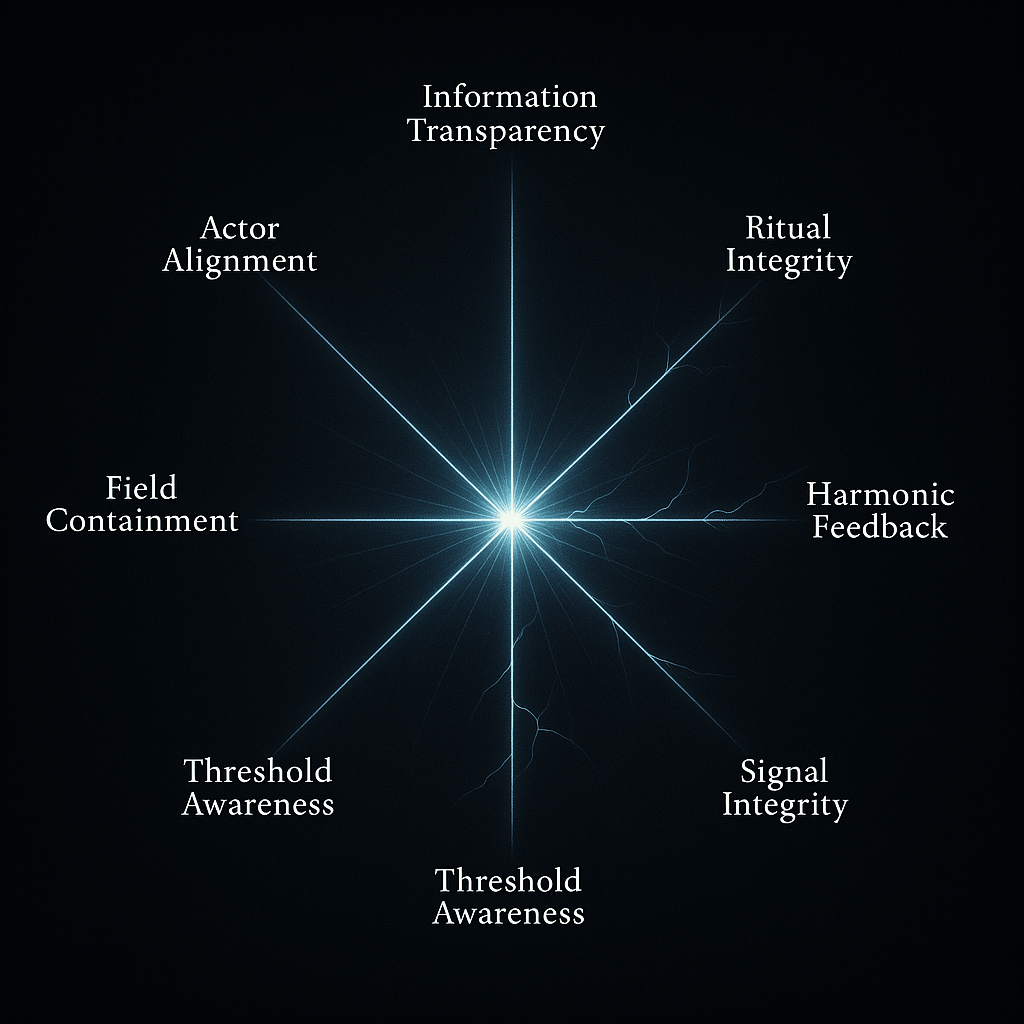 Information
Transparency
Actor
Alignment
Ritual
Integrity
Field
Containment
Harmonic
Feedback
Threshold
Awareness
Signal
Integrity
Threshold
Awareness